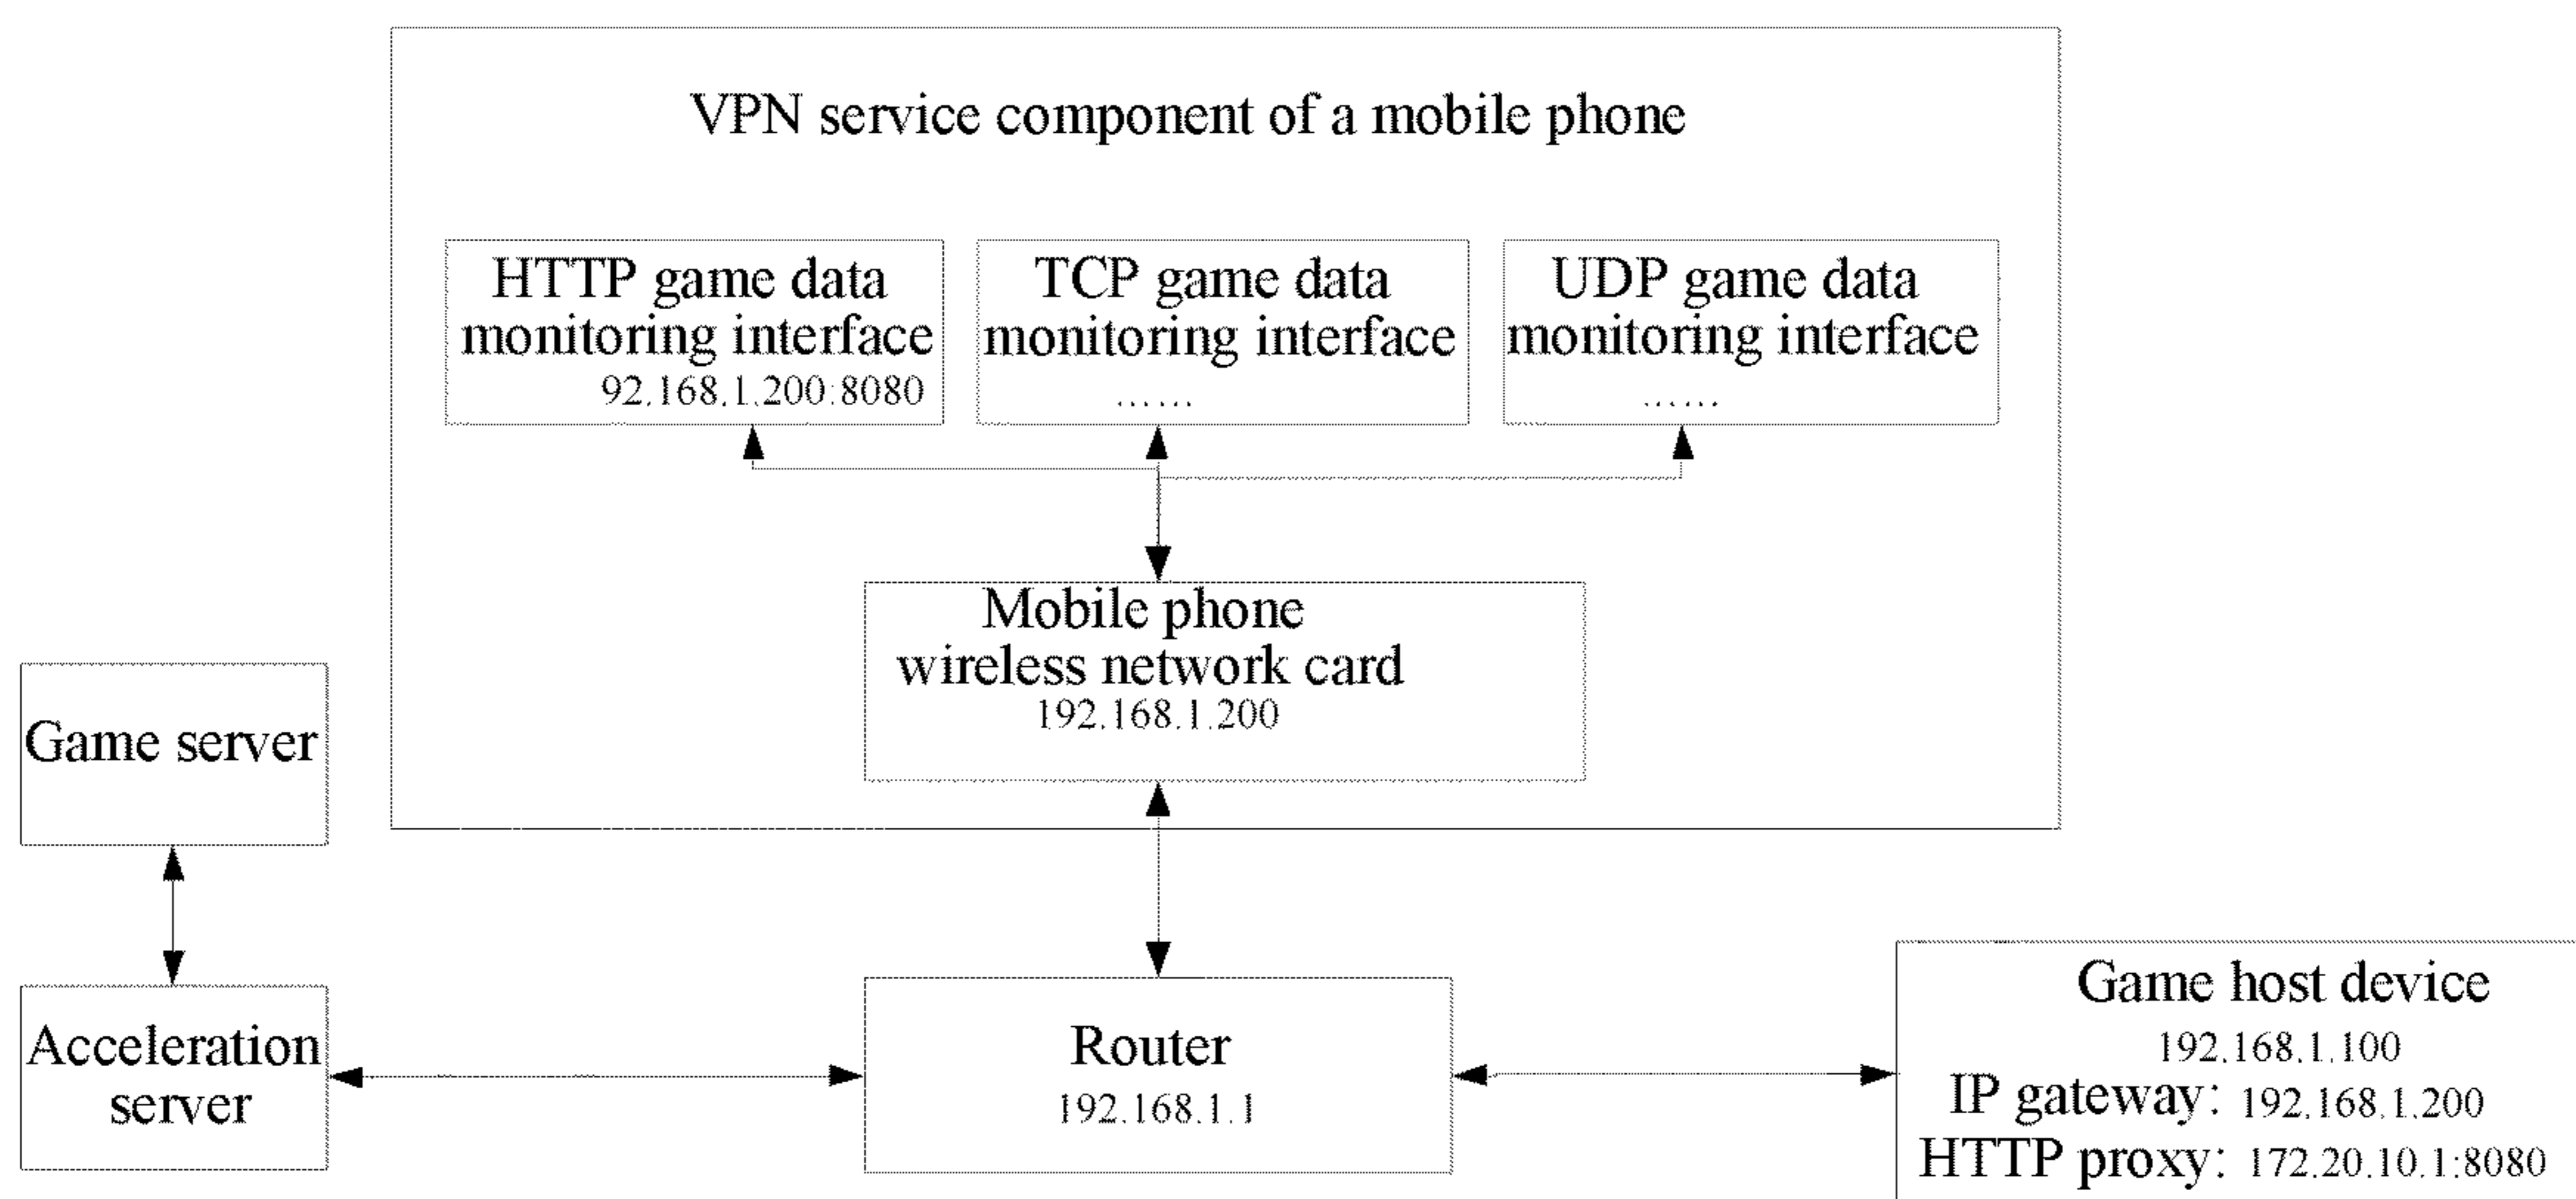 VPN service component of a mobile phone
HTTP game data
monitoring interface
92.168.1.200:8080
TCP game data
monitoring interface
......
UDP game data
monitoring interface
......
Mobile phone
wireless network card
192.168.1.200
Game server
Acceleration
server
Router
192.168.1.1
Game host device
192.168.1.100
IP gateway: 192.168.1.200
HTTP proxy: 172.20.10.1:8080